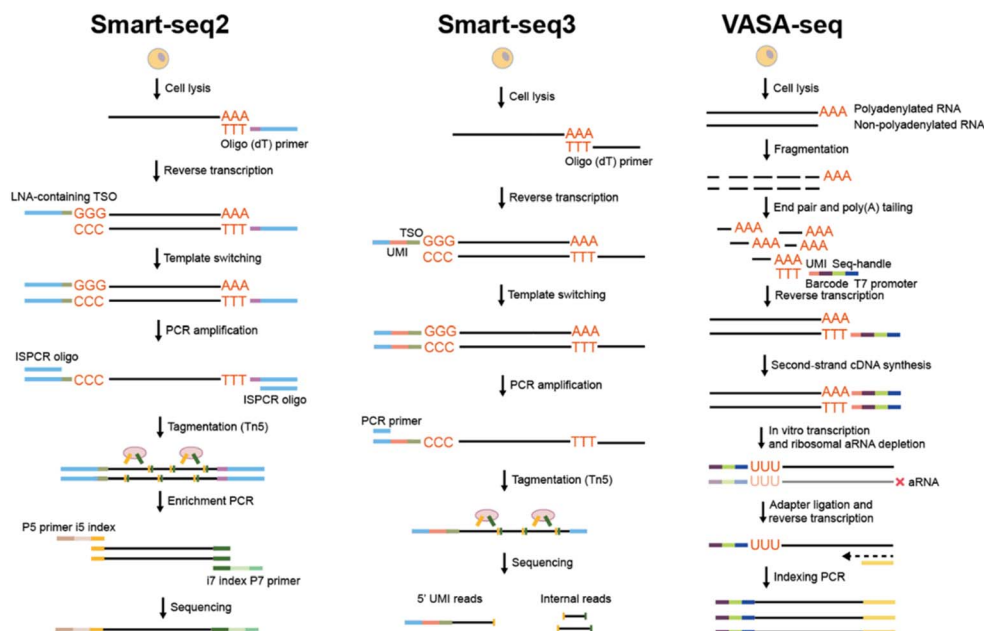 Smart-seq2
Cell lysis
AAA
TTT
Oligo (dT) primer
Reverse transcription
LNA-containing TSO
GGG AAA
CCC TTT
Template switching
GGG AAA
CCC TTT
PCR amplification
ISPCR oligo
CCC TTT
ISPCR oligo
Tagmentation (Tn5)
Enrichment PCR
P5 primer i5 index
i7 index P7 primer
Sequencing
Smart-seq3
Cell lysis
AAA
TTT
Oligo (dT) primer
Reverse transcription
TSO
GGG AAA
UMI
CCC TTT
Template switching
GGG AAA
CCC TTT
PCR amplification
PCR primer
CCC TTT
Tagmentation (Tn5)
Sequencing
5' UMI reads Internal reads
VASA-seq
Cell lysis
AAA Polyadenylated RNA
Non-polyadenylated RNA
Fragmentation
AAA
End pair and poly(A) tailing
AAA AAA
AAA AAA
AAA
UMI Seq-handle
TTT
Barcode T7 promoter
Reverse transcription
AAA
TTT
Second-strand cDNA synthesis
AAA
TTT
In vitro transcription
and ribosomal aRNA depletion
UUU
UUU aRNA
Adapter ligation and
reverse transcription
UUU
Indexing PCR